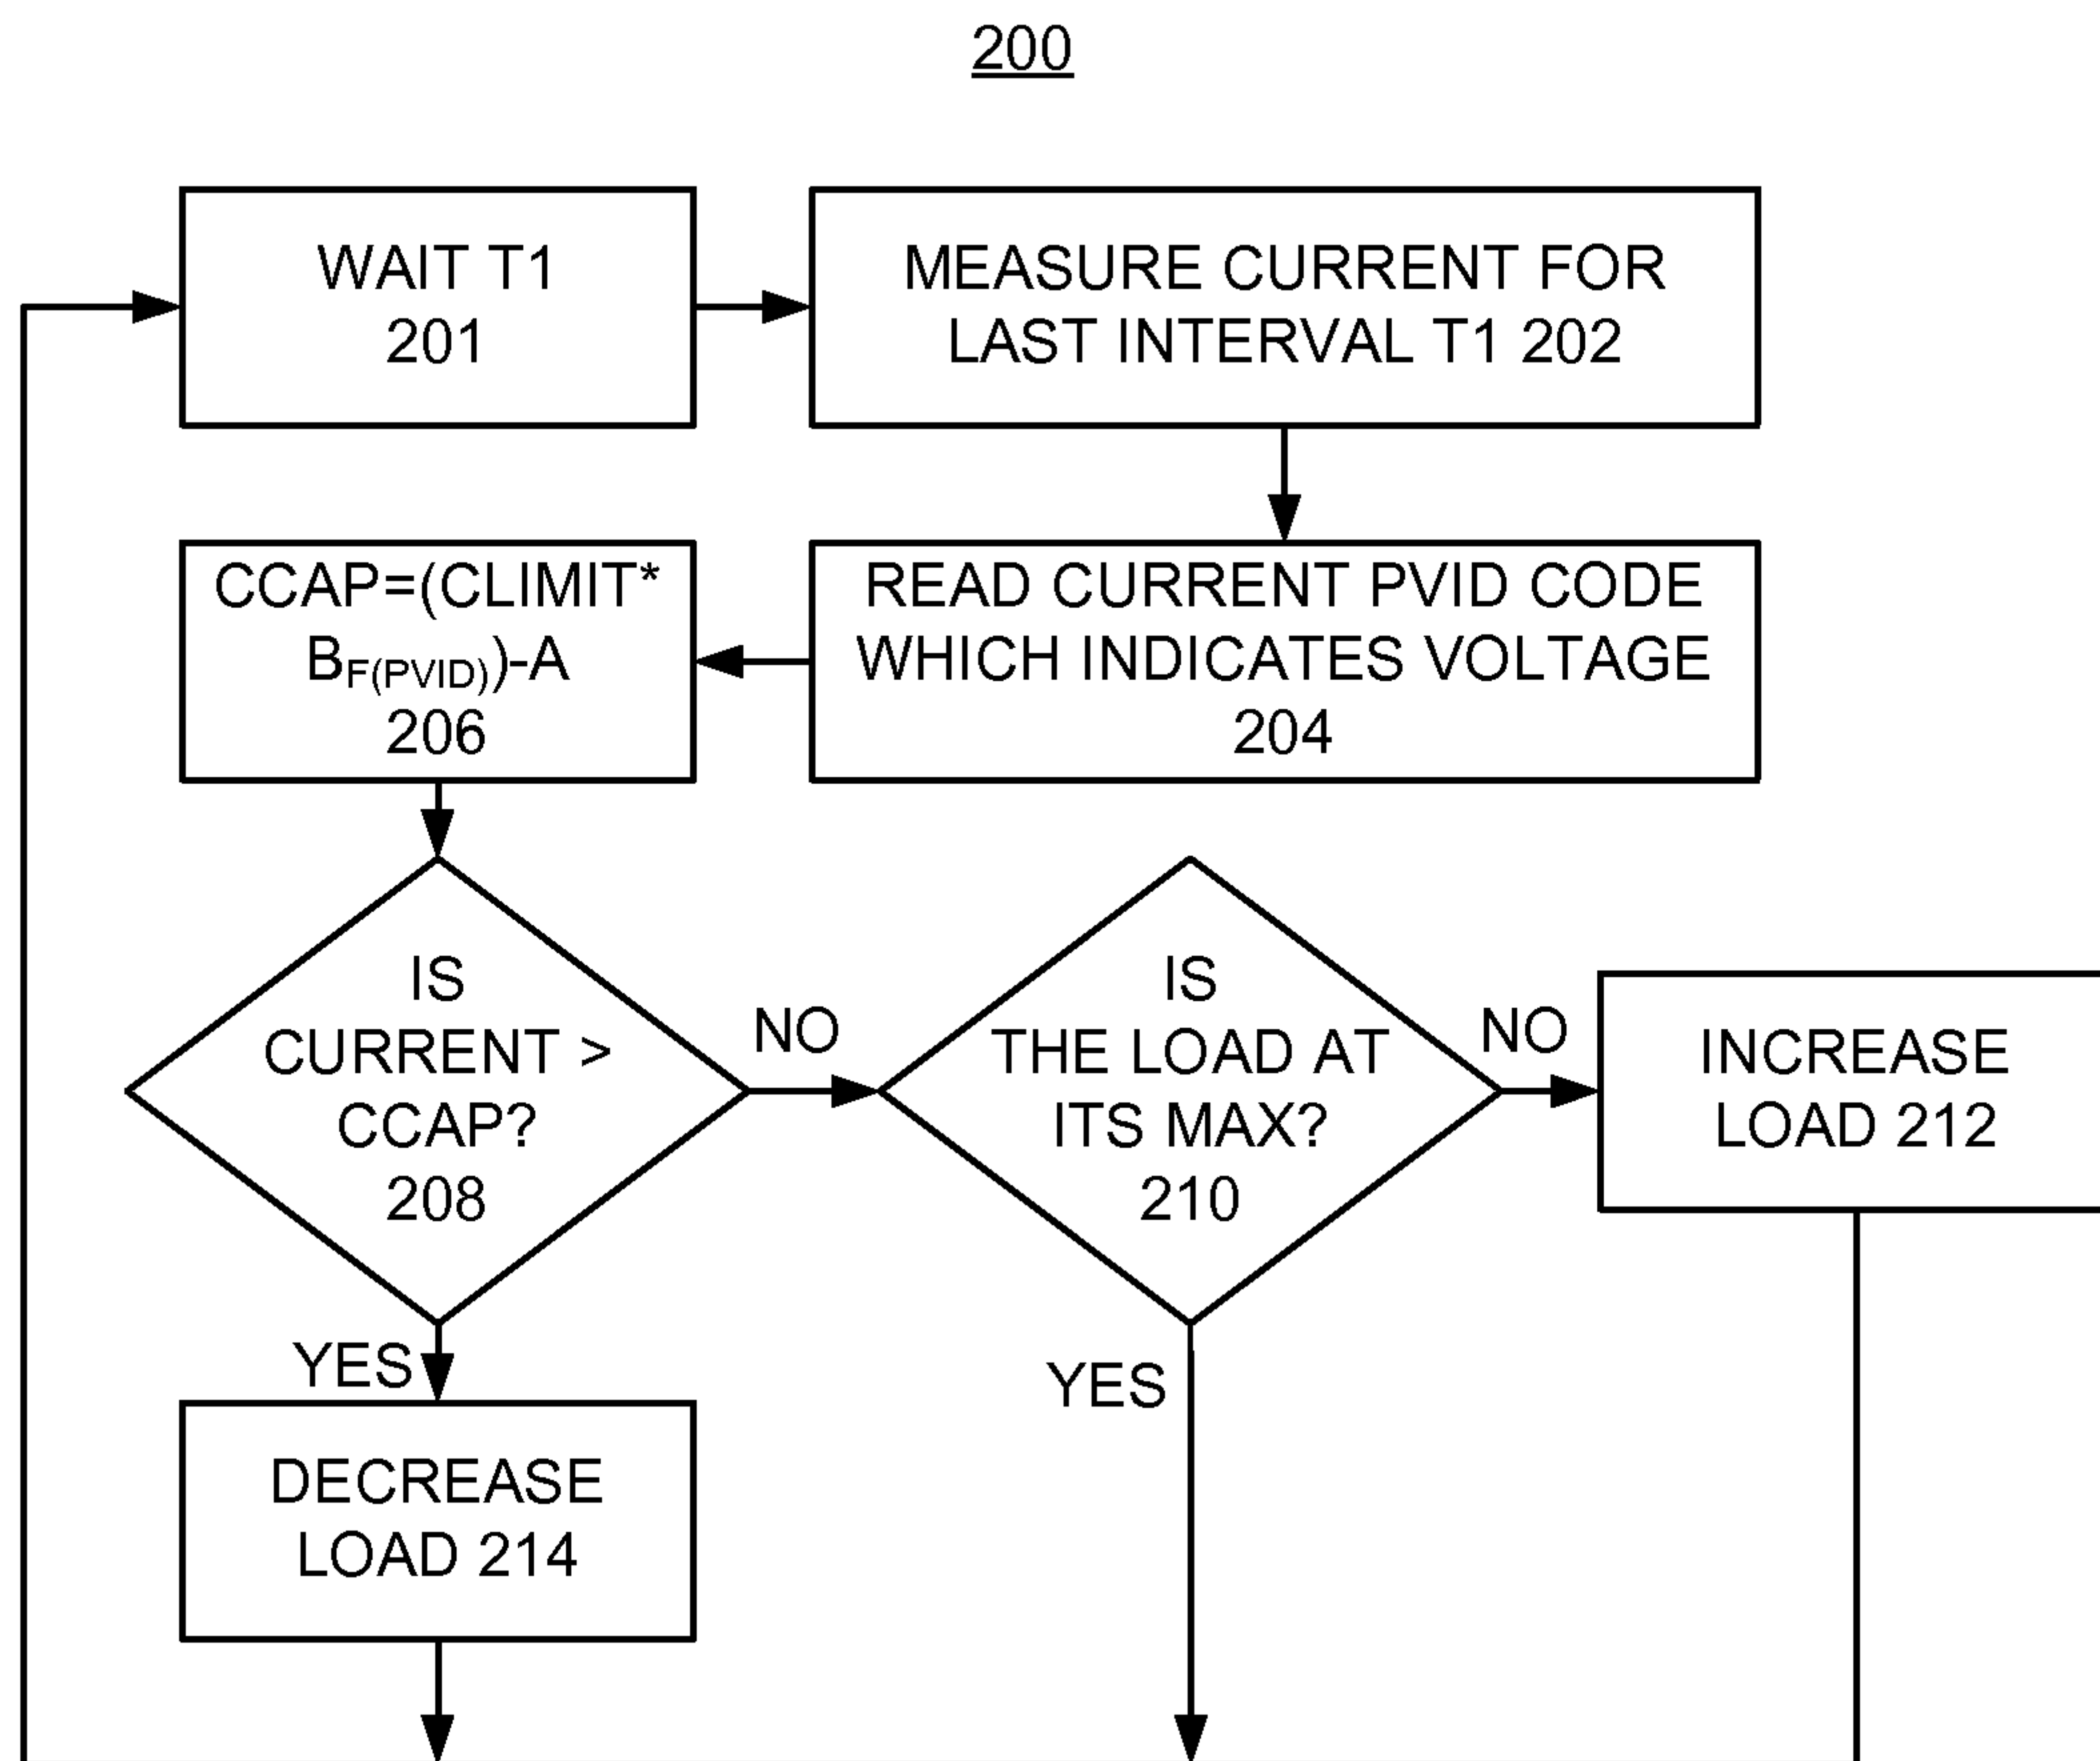 200
WAIT T1
201
MEASURE CURRENT FOR
LAST INTERVAL T1 202
CCAP=(CLIMIT*
B_F(PVID))-A
206
READ CURRENT PVID CODE
WHICH INDICATES VOLTAGE
204
IS
CURRENT >
CCAP?
208
NO
IS
THE LOAD AT
ITS MAX?
210
NO
INCREASE
LOAD 212
YES
YES
DECREASE
LOAD 214